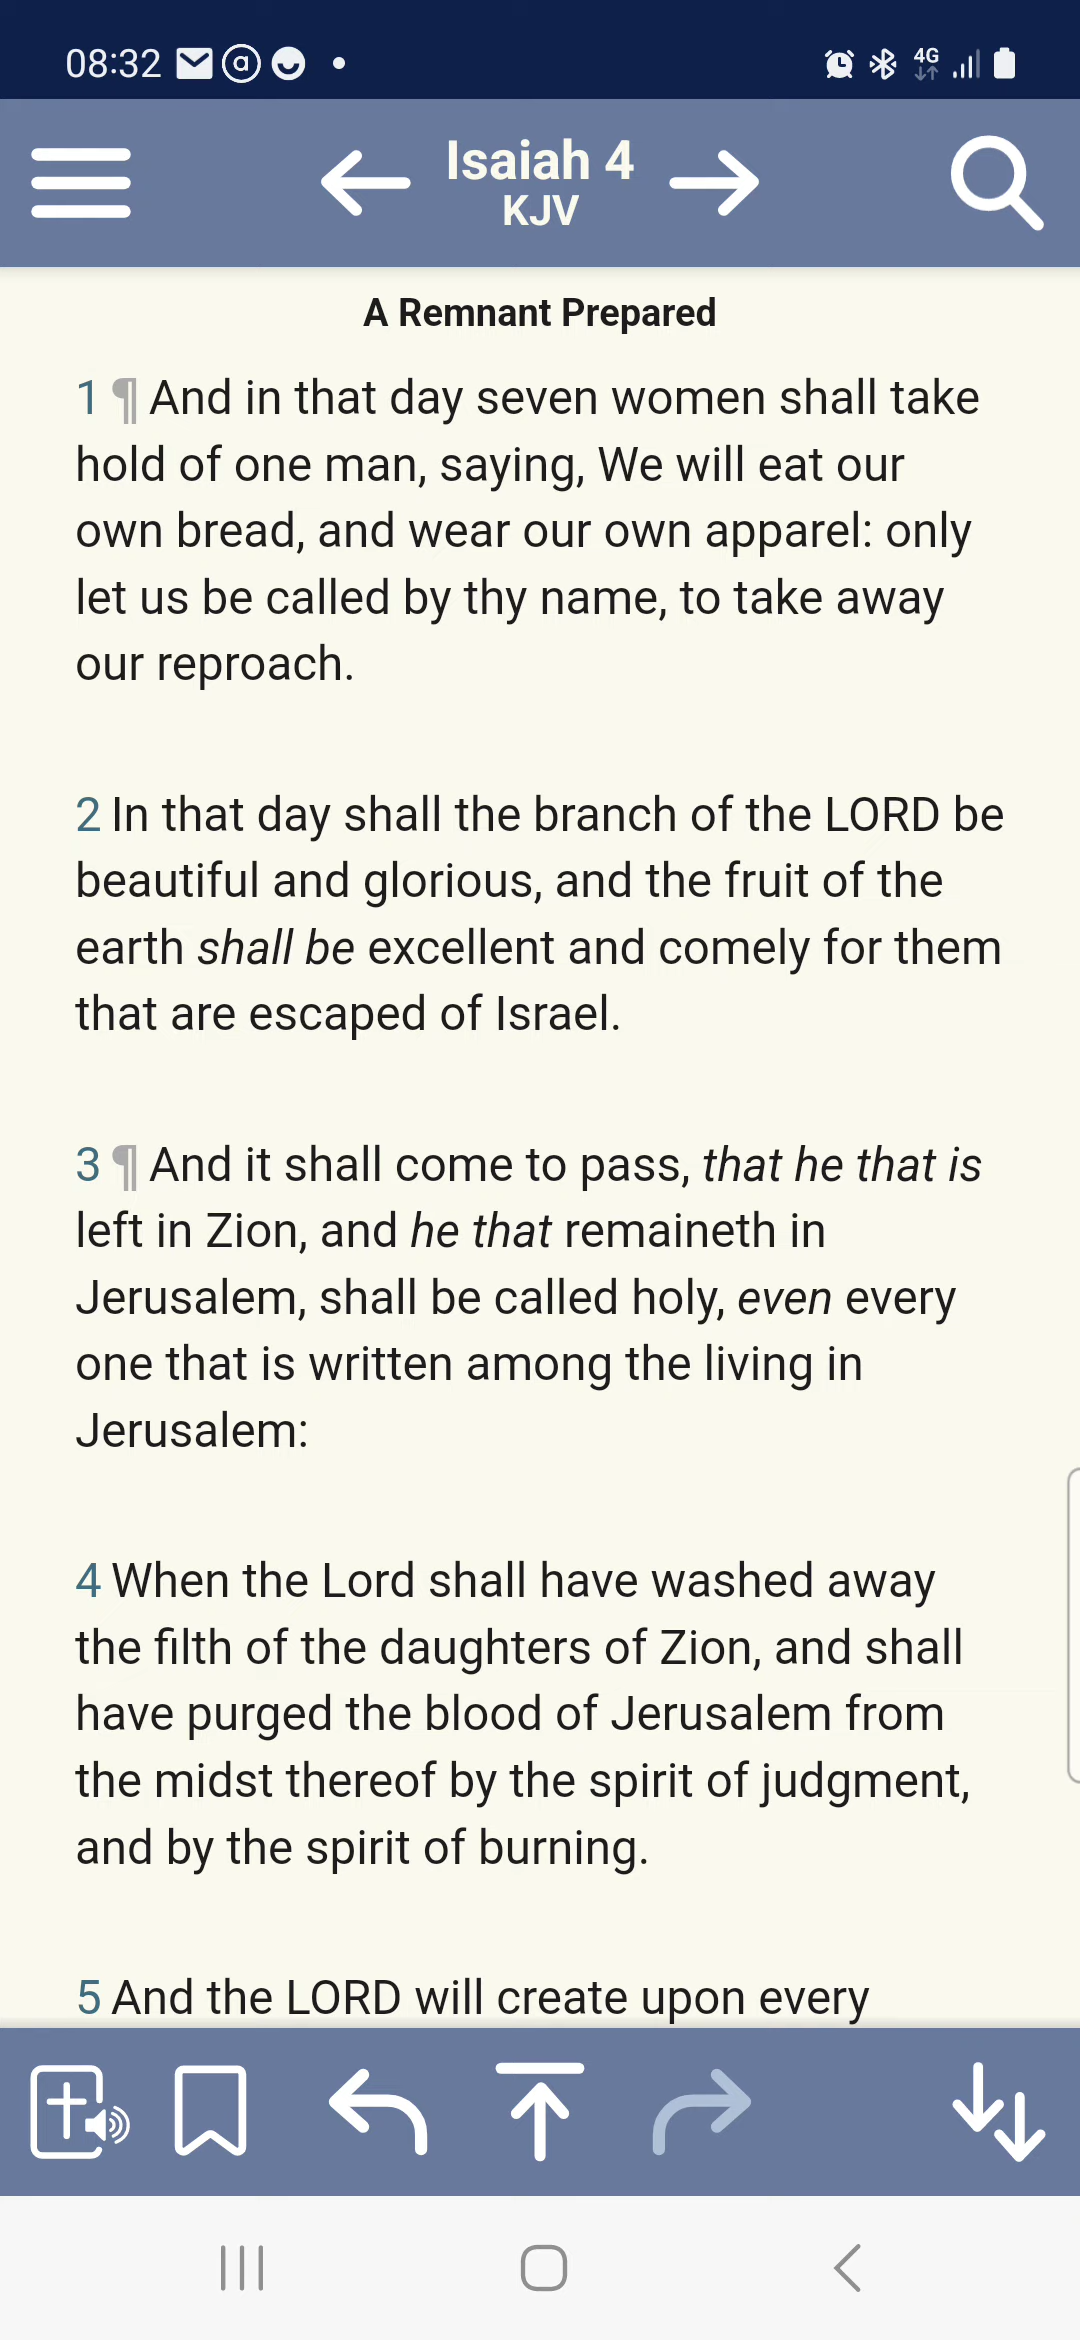 08:32
4G
Isaiah 4
KJV
A Remnant Prepared
1 ¶ And in that day seven women shall take
hold of one man, saying, We will eat our
own bread, and wear our own apparel: only
let us be called by thy name, to take away
our reproach.
2 In that day shall the branch of the LORD be
beautiful and glorious, and the fruit of the
earth shall be excellent and comely for them
that are escaped of Israel.
3 ¶ And it shall come to pass, that he that is
left in Zion, and he that remaineth in
Jerusalem, shall be called holy, even every
one that is written among the living in
Jerusalem:
4 When the Lord shall have washed away
the filth of the daughters of Zion, and shall
have purged the blood of Jerusalem from
the midst thereof by the spirit of judgment,
and by the spirit of burning.
5 And the LORD will create upon every